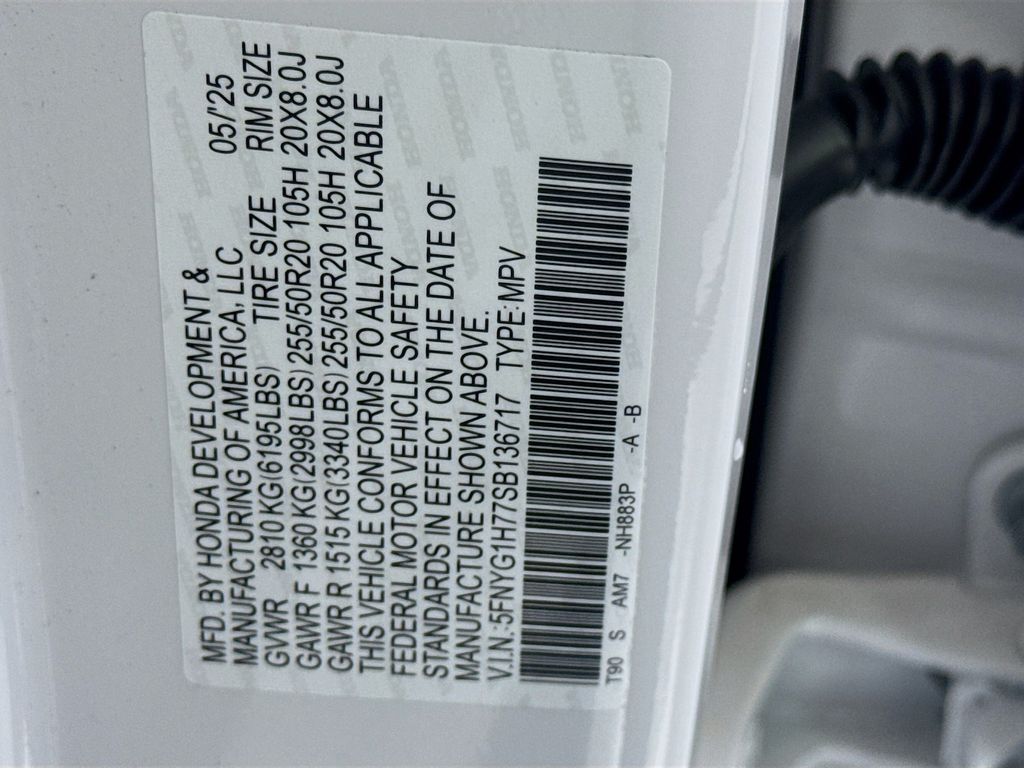 MFD. BY HONDA DEVELOPMENT &
MANUFACTURING OF AMERICA, LLC 05/'25
GVWR 2810 KG(6195LBS) TIRE SIZE RIM SIZE
GAWR F 1360 KG(2998LBS) 255/50R20 105H 20X8.0J
GAWR R 1515 KG(3340LBS) 255/50R20 105H 20X8.0J
THIS VEHICLE CONFORMS TO ALL APPLICABLE
FEDERAL MOTOR VEHICLE SAFETY
STANDARDS IN EFFECT ON THE DATE OF
MANUFACTURE SHOWN ABOVE.
V.I.N.:5FNYG1H77SB136717 TYPE:MPV
T90 S AM7 -NH883P -A -B